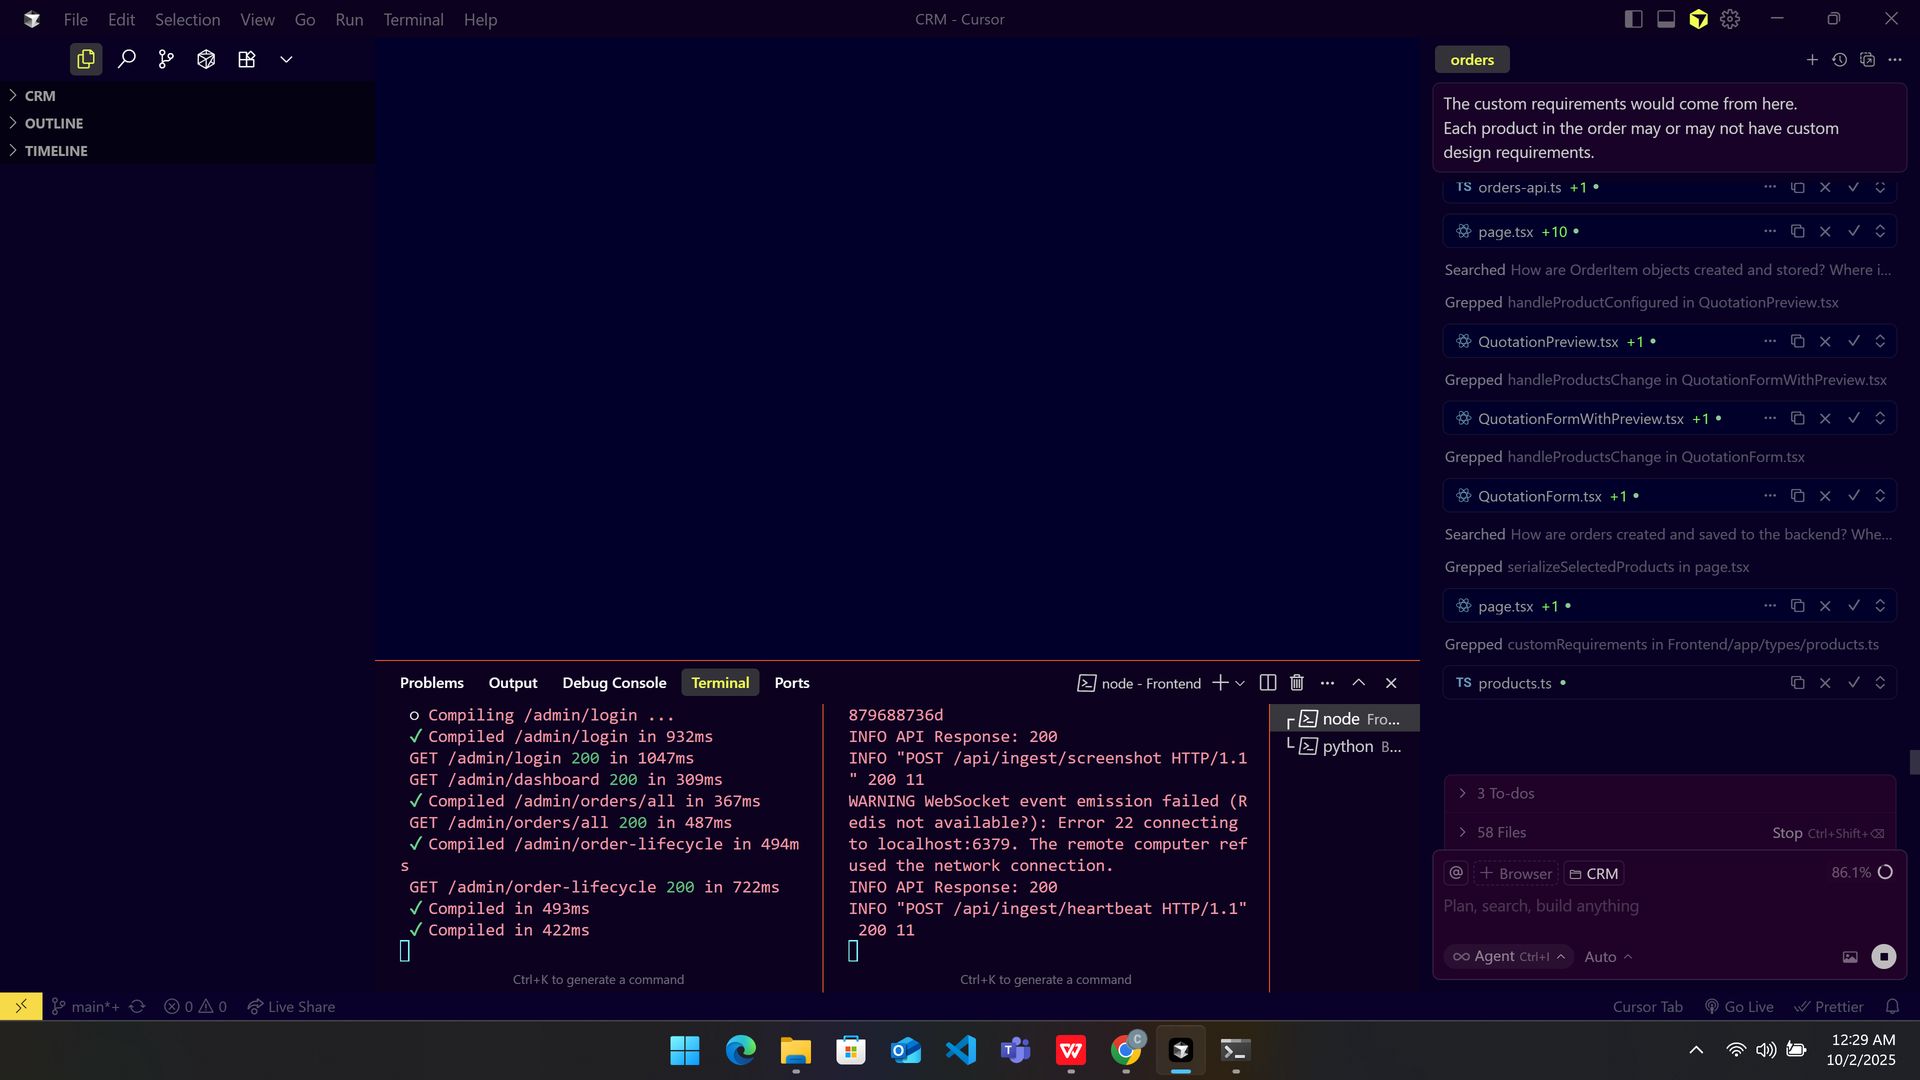 File Edit Selection View Go Run Terminal Help
CRM - Cursor
CRM
OUTLINE
TIMELINE
Problems Output Debug Console Terminal Ports
node - Frontend
Compiling /admin/login ...
✓ Compiled /admin/login in 932ms
GET /admin/login 200 in 1047ms
GET /admin/dashboard 200 in 309ms
✓ Compiled /admin/orders/all in 367ms
GET /admin/orders/all 200 in 487ms
✓ Compiled /admin/order-lifecycle in 494m
s
GET /admin/order-lifecycle 200 in 722ms
✓ Compiled in 493ms
✓ Compiled in 422ms
Ctrl+K to generate a command
879688736d
INFO API Response: 200
INFO "POST /api/ingest/screenshot HTTP/1.1
" 200 11
WARNING WebSocket event emission failed (R
edis not available?): Error 22 connecting
to localhost:6379. The remote computer ref
used the network connection.
INFO API Response: 200
INFO "POST /api/ingest/heartbeat HTTP/1.1"
200 11
Ctrl+K to generate a command
node Fro...
python B...
orders
The custom requirements would come from here.
Each product in the order may or may not have custom
design requirements.
TS orders-api.ts +1 •
page.tsx +10 •
Searched How are OrderItem objects created and stored? Where i...
Grepped handleProductConfigured in QuotationPreview.tsx
QuotationPreview.tsx +1 •
Grepped handleProductsChange in QuotationFormWithPreview.tsx
QuotationFormWithPreview.tsx +1 •
Grepped handleProductsChange in QuotationForm.tsx
QuotationForm.tsx +1 •
Searched How are orders created and saved to the backend? Whe...
Grepped serializeSelectedProducts in page.tsx
page.tsx +1 •
Grepped customRequirements in Frontend/app/types/products.ts
TS products.ts •
3 To-dos
58 Files
Stop Ctrl+Shift+⌫
@ + Browser CRM 86.1%
Plan, search, build anything
Agent Ctrl+I Auto
main*+ 0 0 Live Share
Cursor Tab Go Live Prettier
12:29 AM
10/2/2025